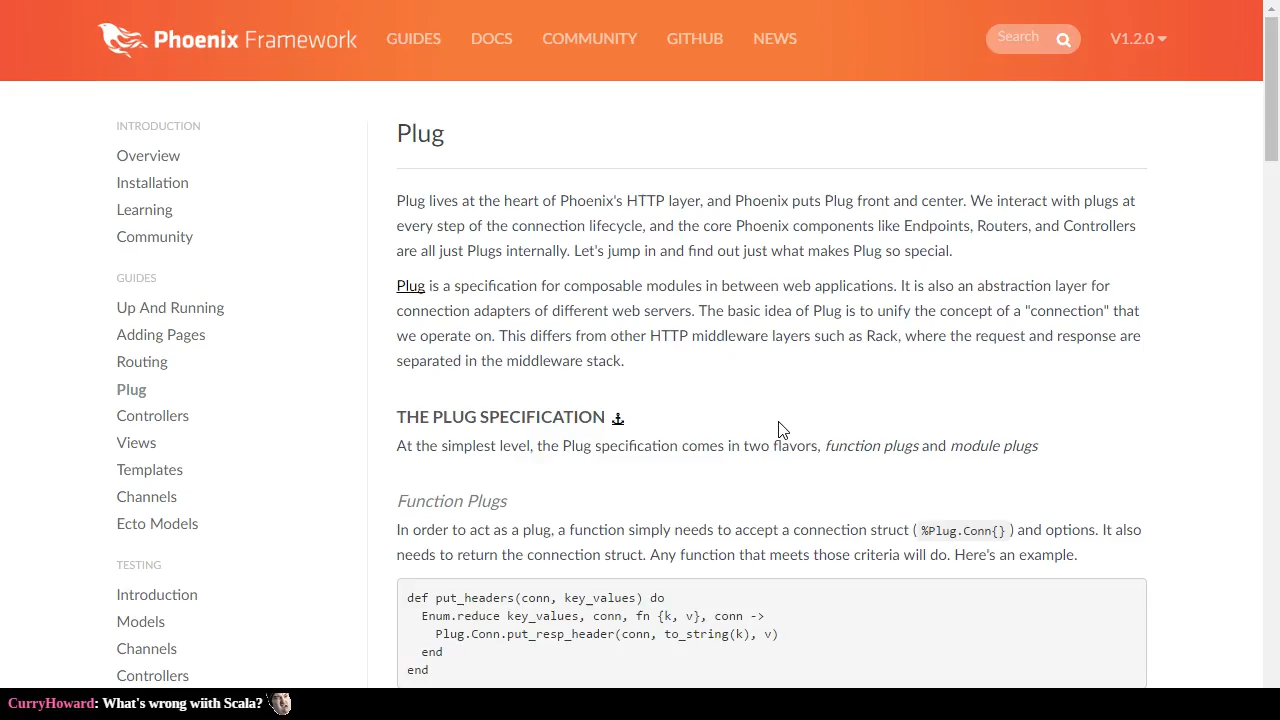 Phoenix Framework GUIDES DOCS COMMUNITY GITHUB NEWS Search V1.2.0
INTRODUCTION
Overview
Installation
Learning
Community
GUIDES
Up And Running
Adding Pages
Routing
Plug
Controllers
Views
Templates
Channels
Ecto Models
TESTING
Introduction
Models
Channels
Controllers
Plug
Plug lives at the heart of Phoenix's HTTP layer, and Phoenix puts Plug front and center. We interact with plugs at
every step of the connection lifecycle, and the core Phoenix components like Endpoints, Routers, and Controllers
are all just Plugs internally. Let's jump in and find out just what makes Plug so special.
Plug is a specification for composable modules in between web applications. It is also an abstraction layer for
connection adapters of different web servers. The basic idea of Plug is to unify the concept of a "connection" that
we operate on. This differs from other HTTP middleware layers such as Rack, where the request and response are
separated in the middleware stack.
THE PLUG SPECIFICATION
At the simplest level, the Plug specification comes in two flavors, function plugs and module plugs
Function Plugs
In order to act as a plug, a function simply needs to accept a connection struct ( %Plug.Conn{} ) and options. It also
needs to return the connection struct. Any function that meets those criteria will do. Here's an example.
def put_headers(conn, key_values) do
  Enum.reduce key_values, conn, fn {k, v}, conn ->
    Plug.Conn.put_resp_header(conn, to_string(k), v)
  end
end
CurryHoward: What's wrong wiith Scala?